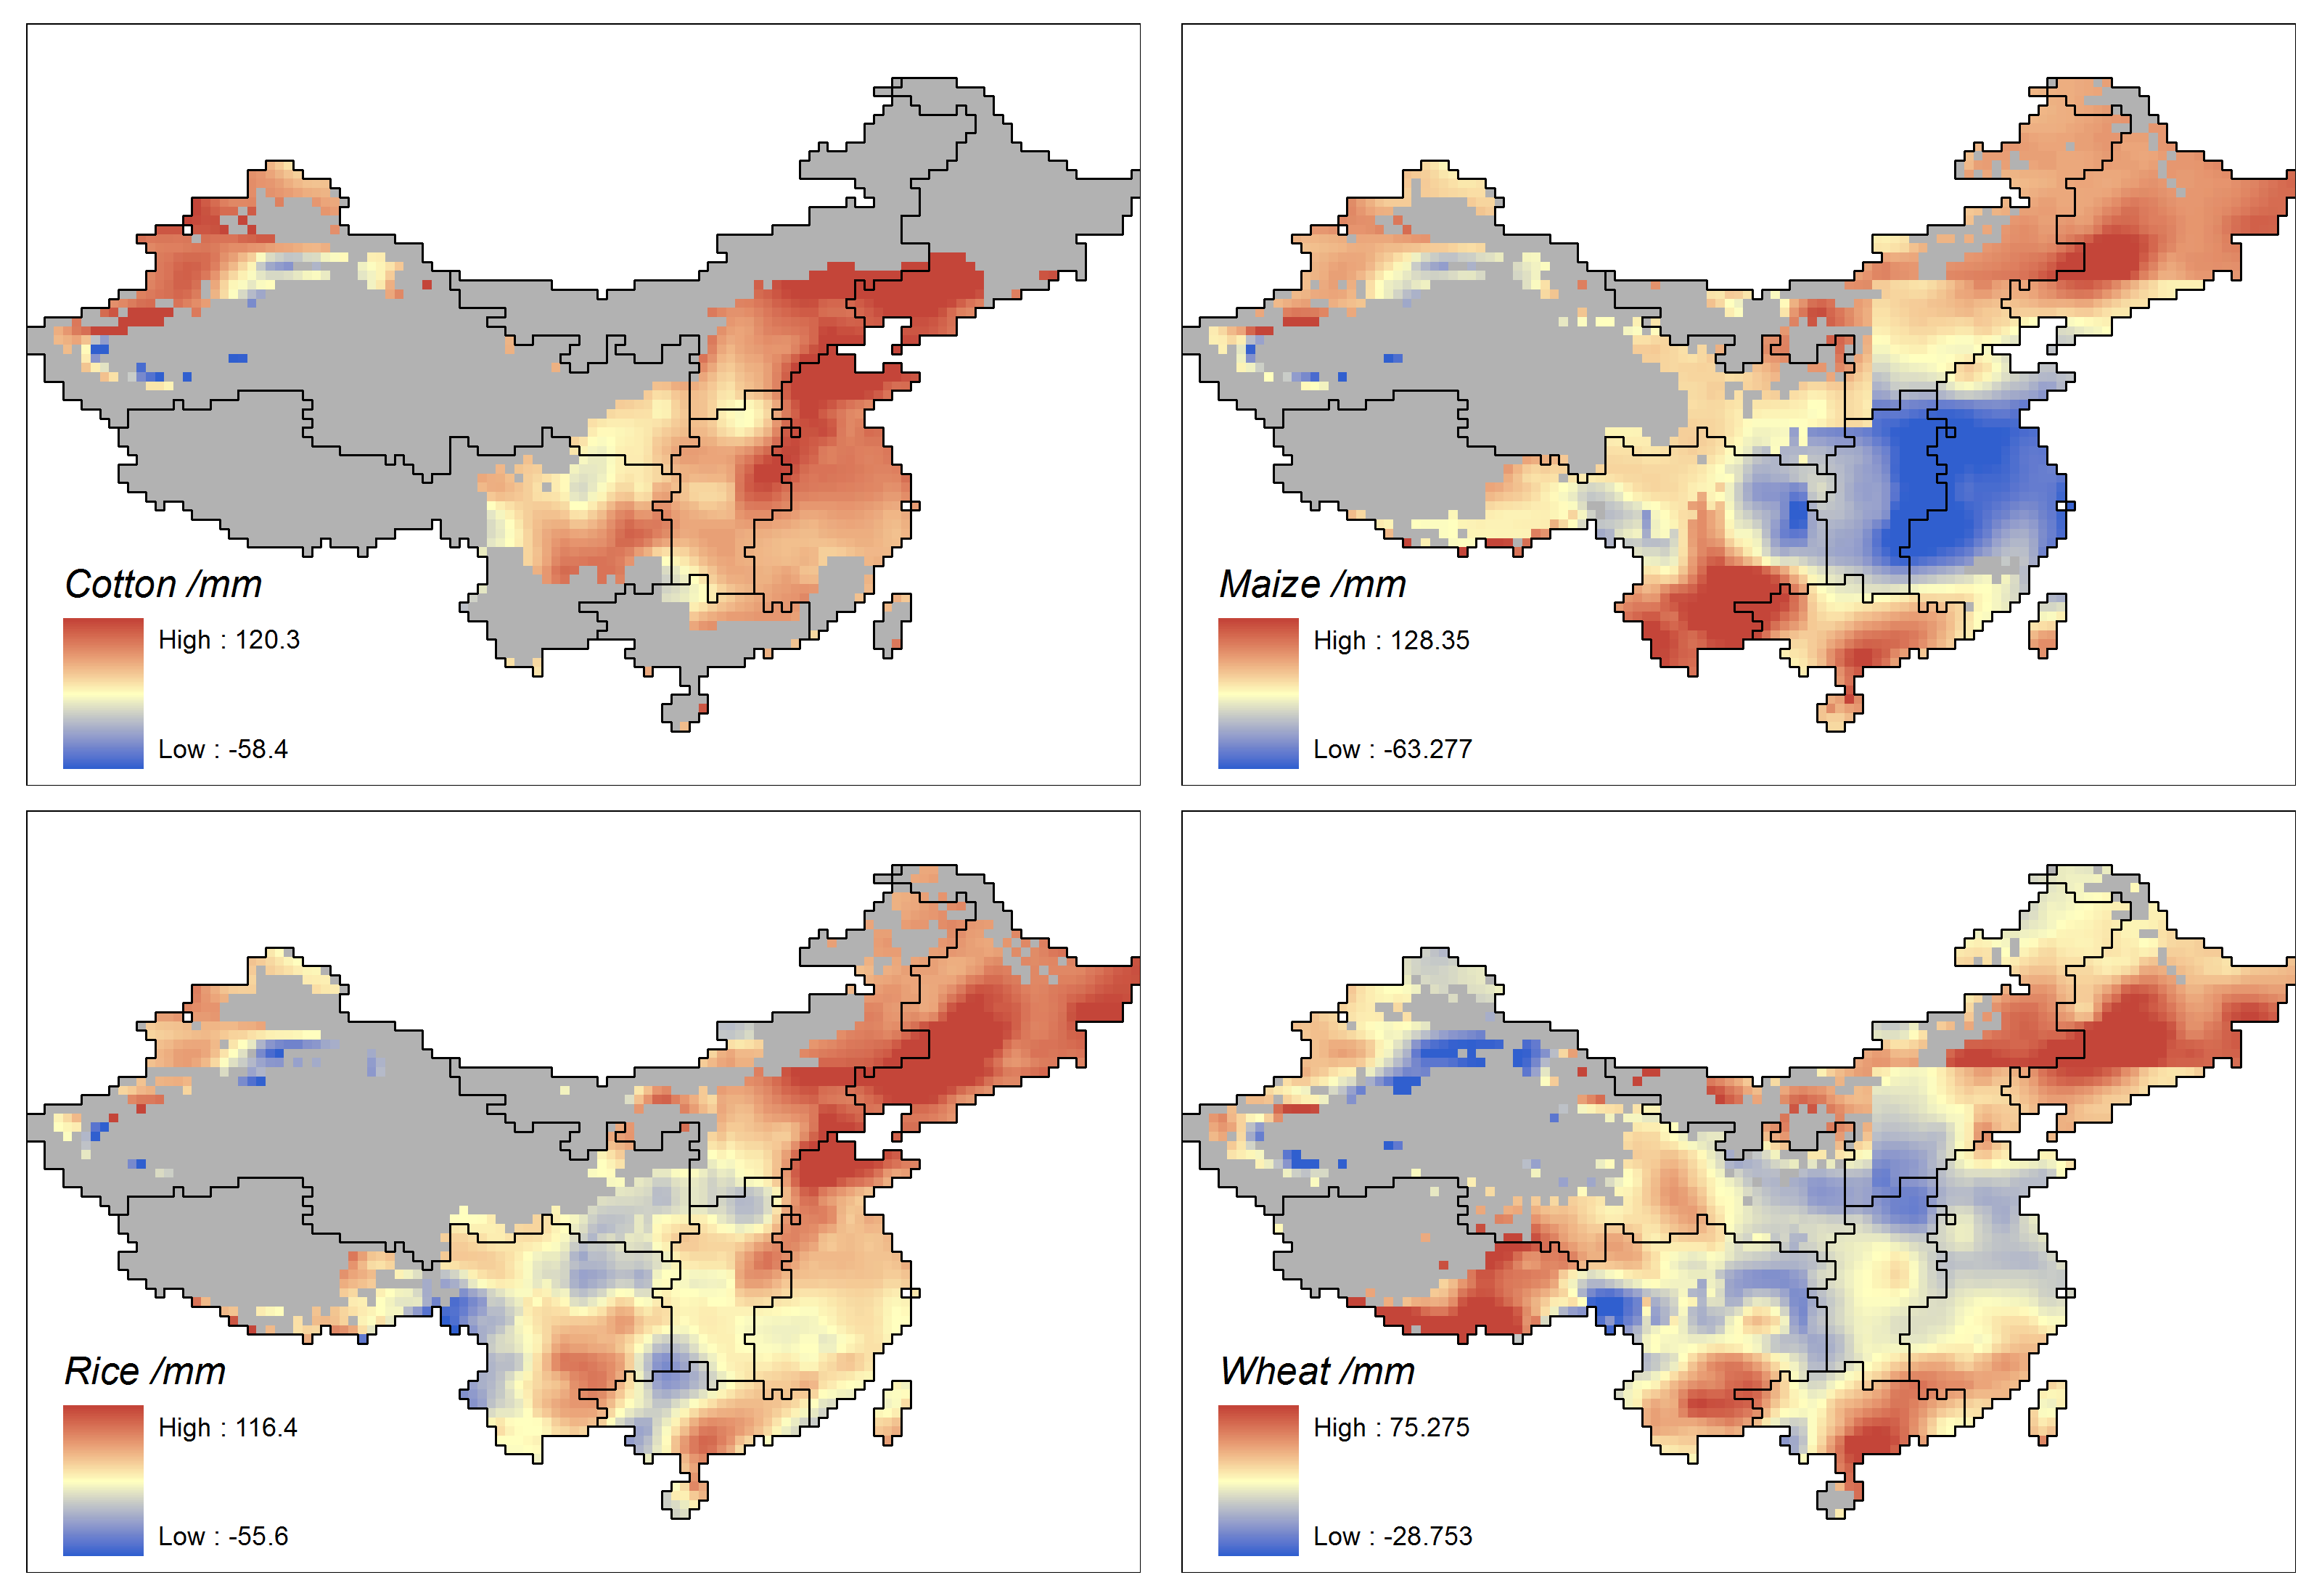 Cotton /mm
High : 120.3
Low : -58.4
Maize /mm
High : 128.35
Low : -63.277
Rice /mm
High : 116.4
Low : -55.6
Wheat /mm
High : 75.275
Low : -28.753